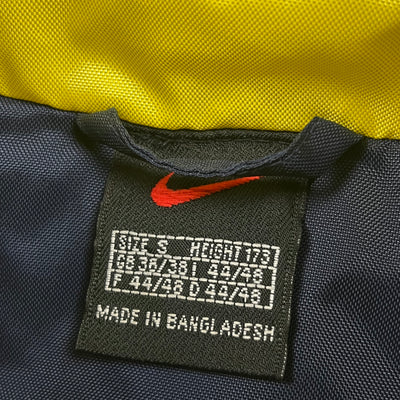 SIZE S HEIGHT 173
GB 36/38 I 44/48
F 44/48 D 44/48
MADE IN BANGLADESH